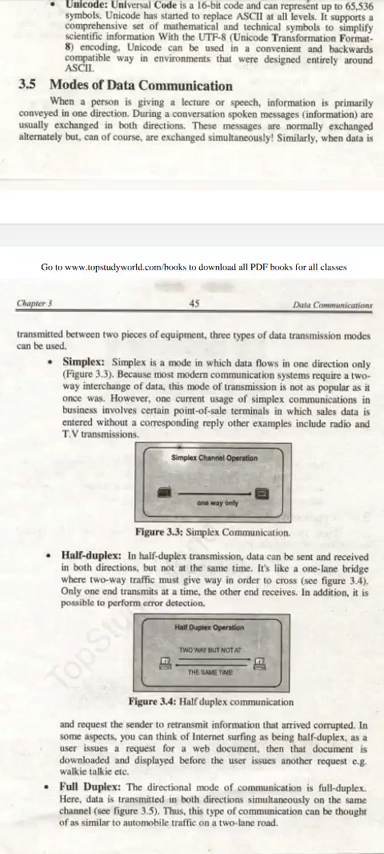 • Unicode: Universal Code is a 16-bit code and can represent up to 65,536
symbols. Unicode has started to replace ASCII at all levels. It supports a
comprehensive set of mathematical and technical symbols to simplify
scientific information With the UTF-8 (Unicode Transformation Format-
8) encoding, Unicode can be used in a convenient and backwards
compatible way in environments that were designed entirely around
ASCII.
3.5 Modes of Data Communication
When a person is giving a lecture or speech, information is primarily
conveyed in one direction. During a conversation spoken messages (information) are
usually exchanged in both directions. These messages are normally exchanged
alternately but, can of course, are exchanged simultaneously! Similarly, when data is
Go to www.topstudyworld.com/books to download all PDF books for all classes
Chapter 3 45 Data Communications
transmitted between two pieces of equipment, three types of data transmission modes
can be used.
• Simplex: Simplex is a mode in which data flows in one direction only
(Figure 3.3). Because most modern communication systems require a two-
way interchange of data, this mode of transmission is not as popular as it
once was. However, one current usage of simplex communications in
business involves certain point-of-sale terminals in which sales data is
entered without a corresponding reply other examples include radio and
T.V transmissions.
Simplex Channel Operation
one way only
Figure 3.3: Simplex Communication.
• Half-duplex: In half-duplex transmission, data can be sent and received
in both directions, but not at the same time. It's like a one-lane bridge
where two-way traffic must give way in order to cross (see figure 3.4).
Only one end transmits at a time, the other end receives. In addition, it is
possible to perform error detection.
Half Duplex Operation
TWO WAY BUT NOT AT
THE SAME TIME
Figure 3.4: Half duplex communication
and request the sender to retransmit information that arrived corrupted. In
some aspects, you can think of Internet surfing as being half-duplex, as a
user issues a request for a web document, then that document is
downloaded and displayed before the user issues another request e.g.
walkie talkie etc.
• Full Duplex: The directional mode of communication is full-duplex.
Here, data is transmitted in both directions simultaneously on the same
channel (see figure 3.5). Thus, this type of communication can be thought
of as similar to automobile traffic on a two-lane road.